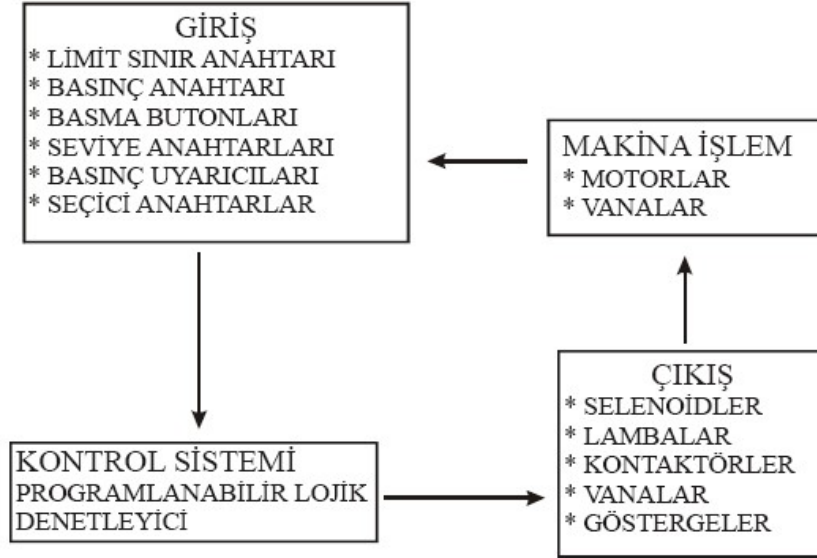 GİRİŞ
* LİMİT SINIR ANAHTARI
* BASINÇ ANAHTARI
* BASMA BUTONLARI
* SEVİYE ANAHTARLARI
* BASINÇ UYARICILARI
* SEÇİCİ ANAHTARLAR
MAKİNA İŞLEM
* MOTORLAR
* VANALAR
KONTROL SİSTEMİ
PROGRAMLANABİLİR LOJİK
DENETLEYİCİ
ÇIKIŞ
* SELENOİDLER
* LAMBALAR
* KONTAKTÖRLER
* VANALAR
* GÖSTERGELER